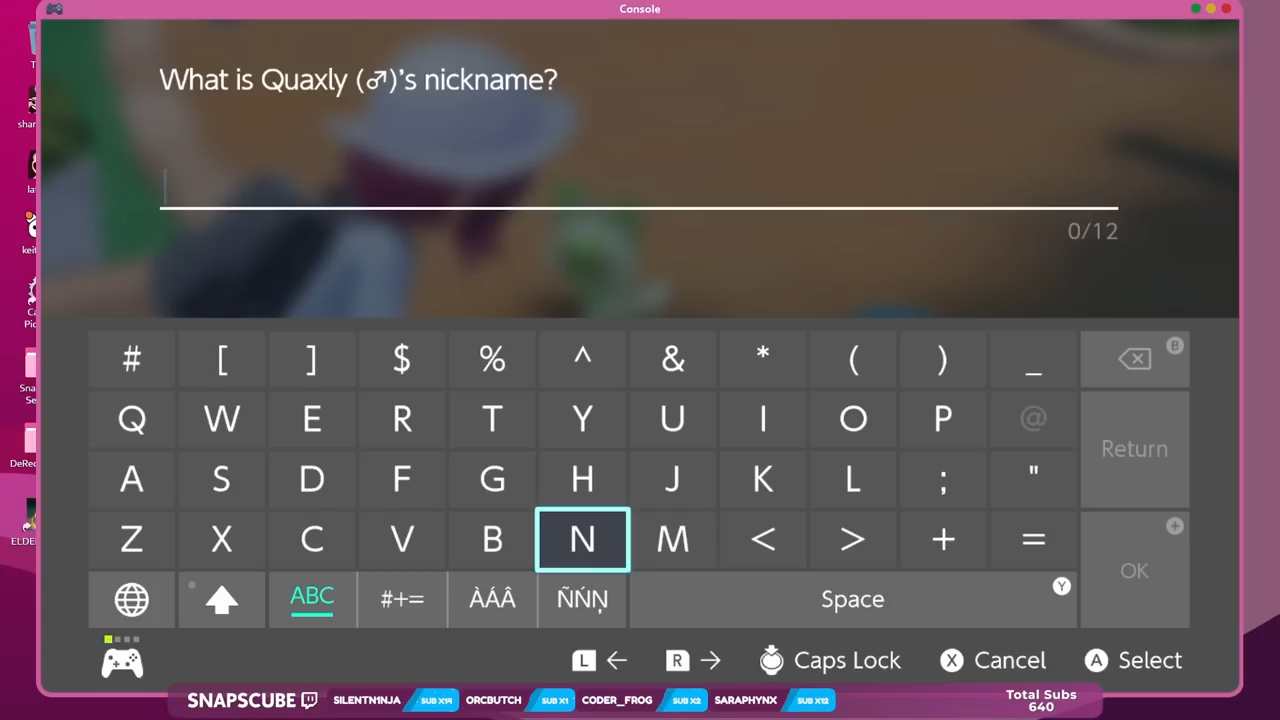 Console
What is Quaxly (♂)'s nickname?
0/12
# [ ] $ % ^ & * ( ) _ B
Q W E R T Y U I O P @
Return
A S D F G H J K L ; "
Z X C V B N M < > + = +
OK
ABC #+= ÀÁÂ ÑŃŅ Space Y
L ← R → Caps Lock X Cancel A Select
SNAPSCUBE SILENTN1NJA SUB X14 ORCBUTCH SUB X1 CODER_FROG SUB X2 SARAPHYNX SUB X12 Total Subs
640